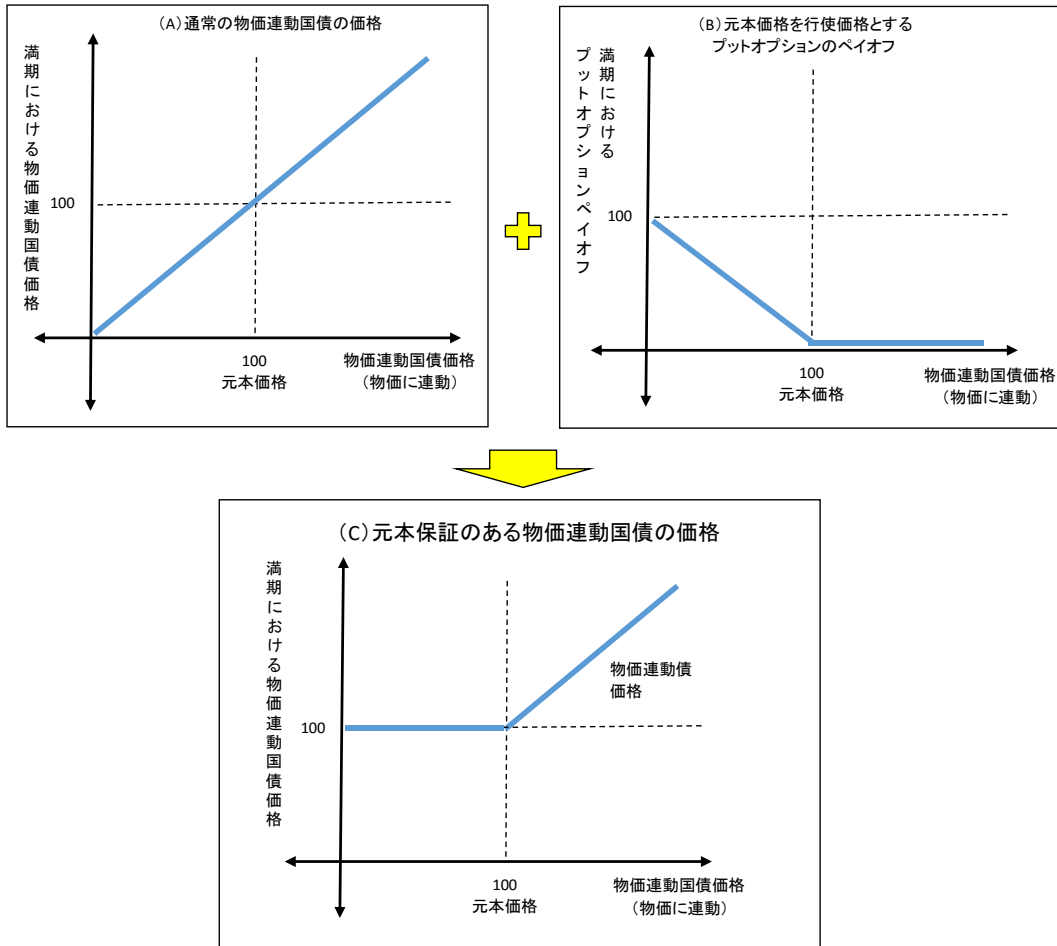 (A)通常の物価連動国債の価格
満期における物価連動国債価格
100
100
元本価格
物価連動国債価格
(物価に連動)
(B)元本価格を行使価格とする
プットオプションのペイオフ
満期における
プットオプションペイオフ
100
100
元本価格
物価連動国債価格
(物価に連動)
(C)元本保証のある物価連動国債の価格
満期における物価連動国債価格
物価連動債
価格
100
100
元本価格
物価連動国債価格
(物価に連動)